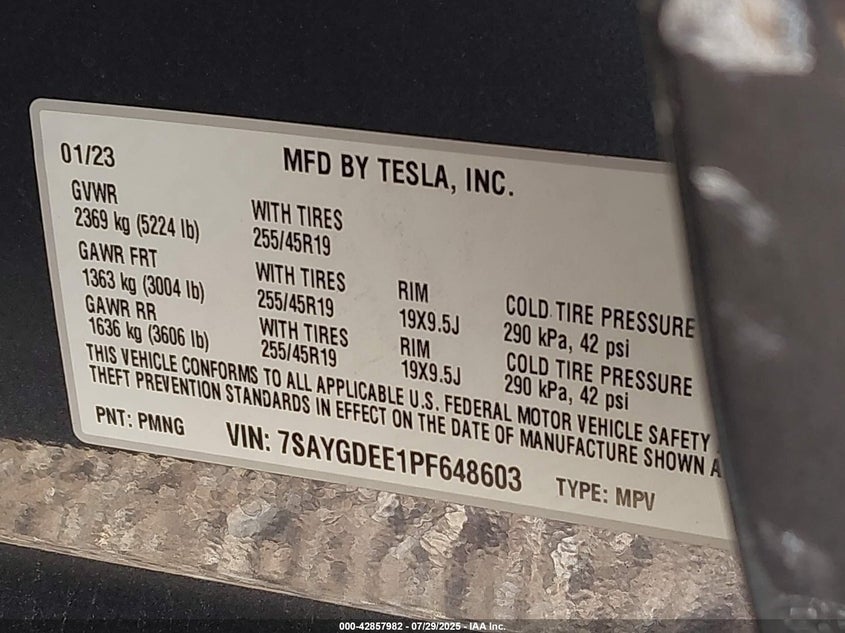 01/23
MFD BY TESLA, INC.
GVWR
2369 kg (5224 lb)
WITH TIRES
255/45R19
GAWR FRT
1363 kg (3004 lb)
WITH TIRES
255/45R19
RIM
19X9.5J
COLD TIRE PRESSURE
290 kPa, 42 psi
GAWR RR
1636 kg (3606 lb)
WITH TIRES
255/45R19
RIM
19X9.5J
COLD TIRE PRESSURE
290 kPa, 42 psi
THIS VEHICLE CONFORMS TO ALL APPLICABLE U.S. FEDERAL MOTOR VEHICLE SAFETY
THEFT PREVENTION STANDARDS IN EFFECT ON THE DATE OF MANUFACTURE SHOWN A
PNT: PMNG
VIN: 7SAYGDEE1PF648603
TYPE: MPV
000-42857982 - 07/29/2025 - IAA Inc.